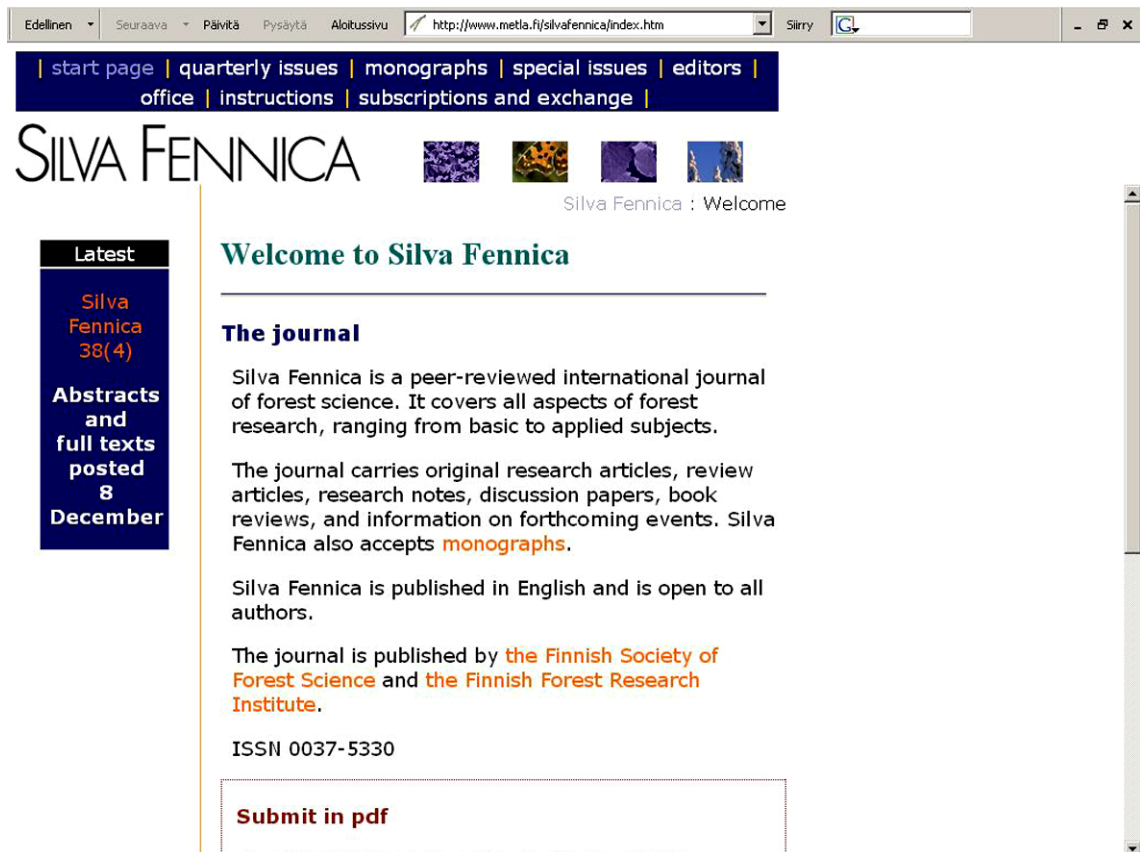 Edellinen Seuraava Päivitä Pysäytä Aloitussivu http://www.metla.fi/silvafennica/index.htm Siirry G
| start page | quarterly issues | monographs | special issues | editors |
office | instructions | subscriptions and exchange |
SILVA FENNICA
Silva Fennica : Welcome
Latest
Silva
Fennica
38(4)
Abstracts
and
full texts
posted
8
December
Welcome to Silva Fennica
The journal
Silva Fennica is a peer-reviewed international journal
of forest science. It covers all aspects of forest
research, ranging from basic to applied subjects.
The journal carries original research articles, review
articles, research notes, discussion papers, book
reviews, and information on forthcoming events. Silva
Fennica also accepts monographs.
Silva Fennica is published in English and is open to all
authors.
The journal is published by the Finnish Society of
Forest Science and the Finnish Forest Research
Institute.
ISSN 0037-5330
Submit in pdf